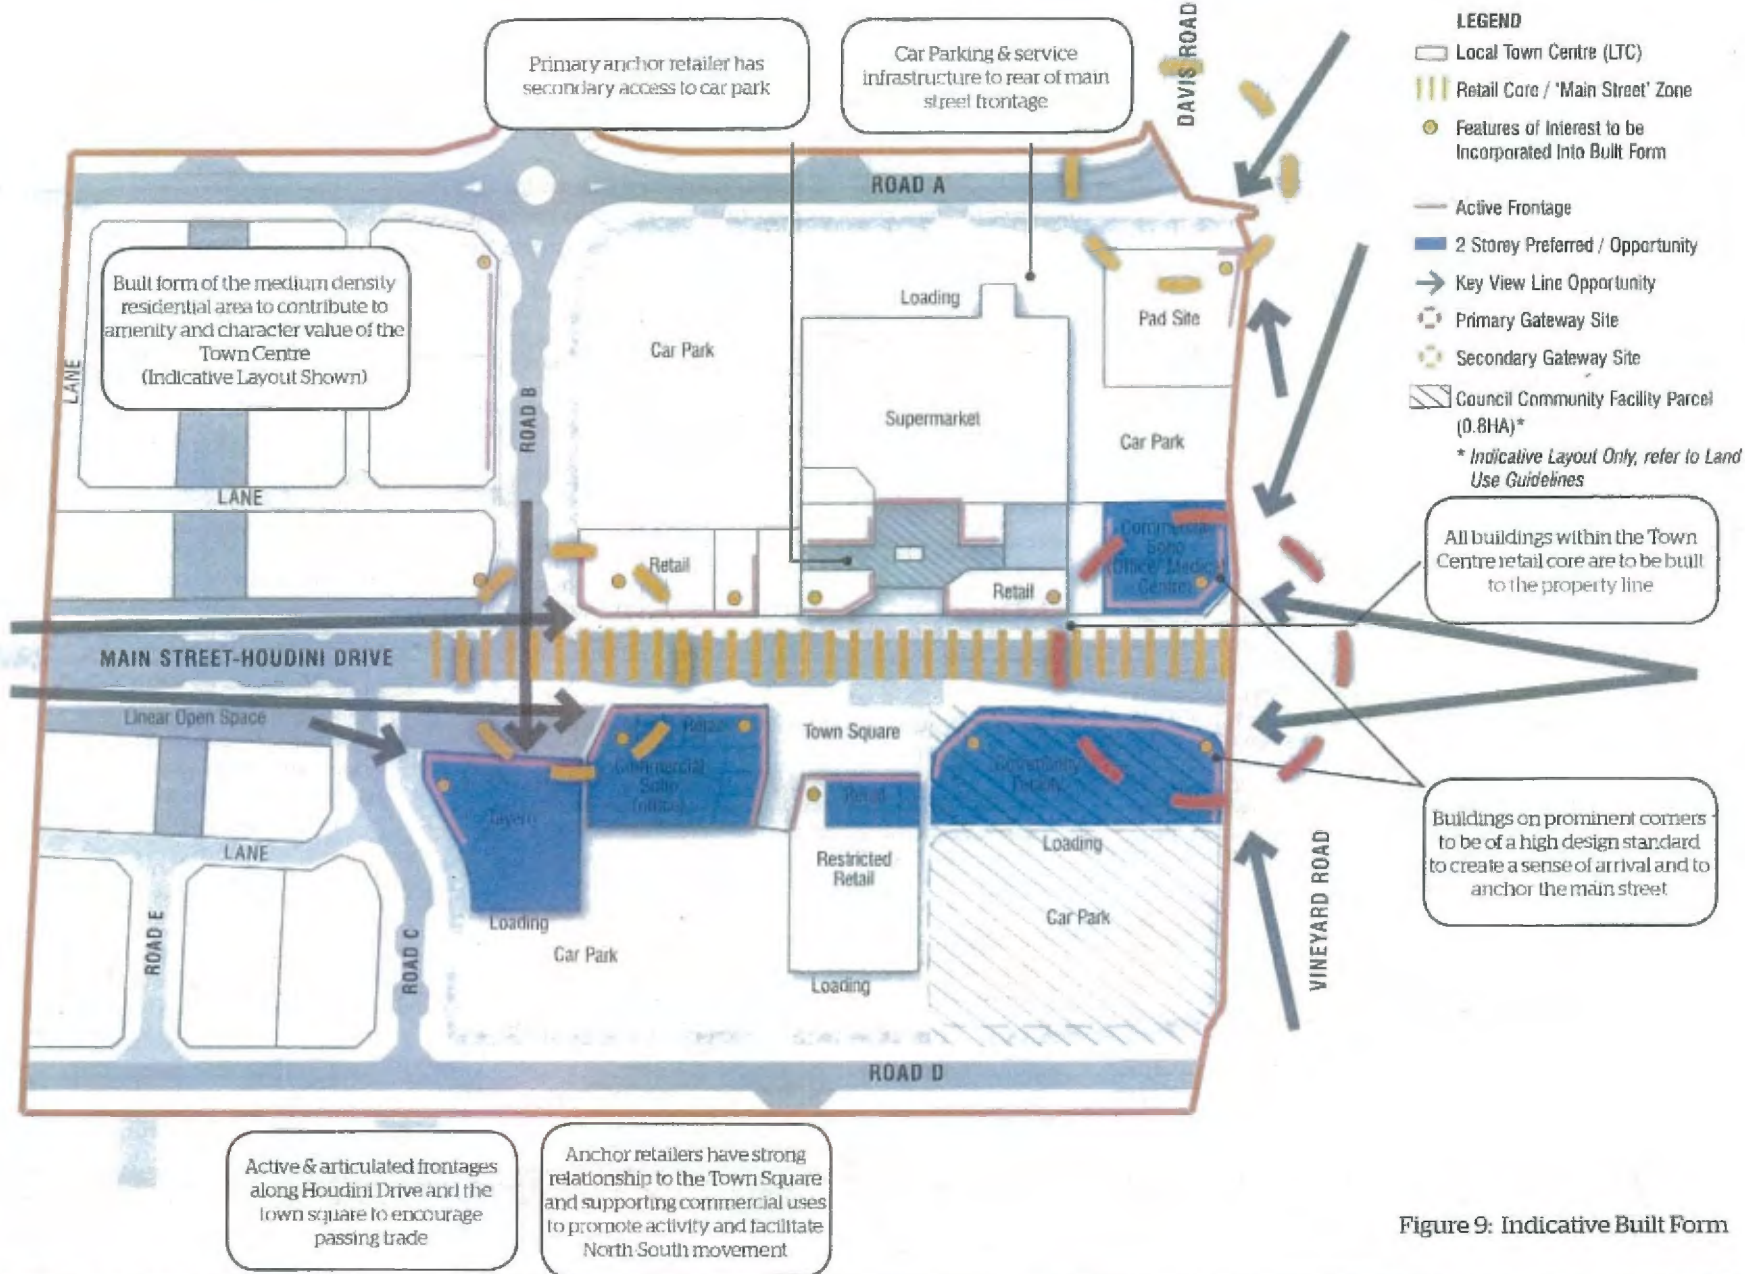 Primary anchor retailer has
secondary access to car park
Car Parking & service
infrastructure to rear of main
street frontage
DAVIS ROAD
LEGEND
Local Town Centre (LTC)
Retail Core / 'Main Street' Zone
Features of Interest to be
Incorporated Into Built Form
Active Frontage
2 Storey Preferred / Opportunity
Key View Line Opportunity
Primary Gateway Site
Secondary Gateway Site
Council Community Facility Parcel
(0.8HA)*
* Indicative Layout Only, refer to Land
Use Guidelines
ROAD A
Built form of the medium density
residential area to contribute to
amenity and character value of the
Town Centre
(Indicative Layout Shown)
LANE
ROAD B
Car Park
Loading
Supermarket
Pad Site
Car Park
LANE
Retail
Retail
Commercial
Soho
(Office/ Medical
Centre)
All buildings within the Town
Centre retail core are to be built
to the property line
MAIN STREET-HOUDINI DRIVE
Linear Open Space
Tavern
Retail
Commercial
Soho
(office)
Town Square
Retail
Community
Facility
Restricted
Retail
Loading
Loading
Loading
Car Park
Car Park
LANE
ROAD E
ROAD C
VINEYARD ROAD
Buildings on prominent corners
to be of a high design standard
to create a sense of arrival and to
anchor the main street
ROAD D
Active & articulated frontages
along Houdini Drive and the
town square to encourage
passing trade
Anchor retailers have strong
relationship to the Town Square
and supporting commercial uses
to promote activity and facilitate
North South movement
Figure 9: Indicative Built Form